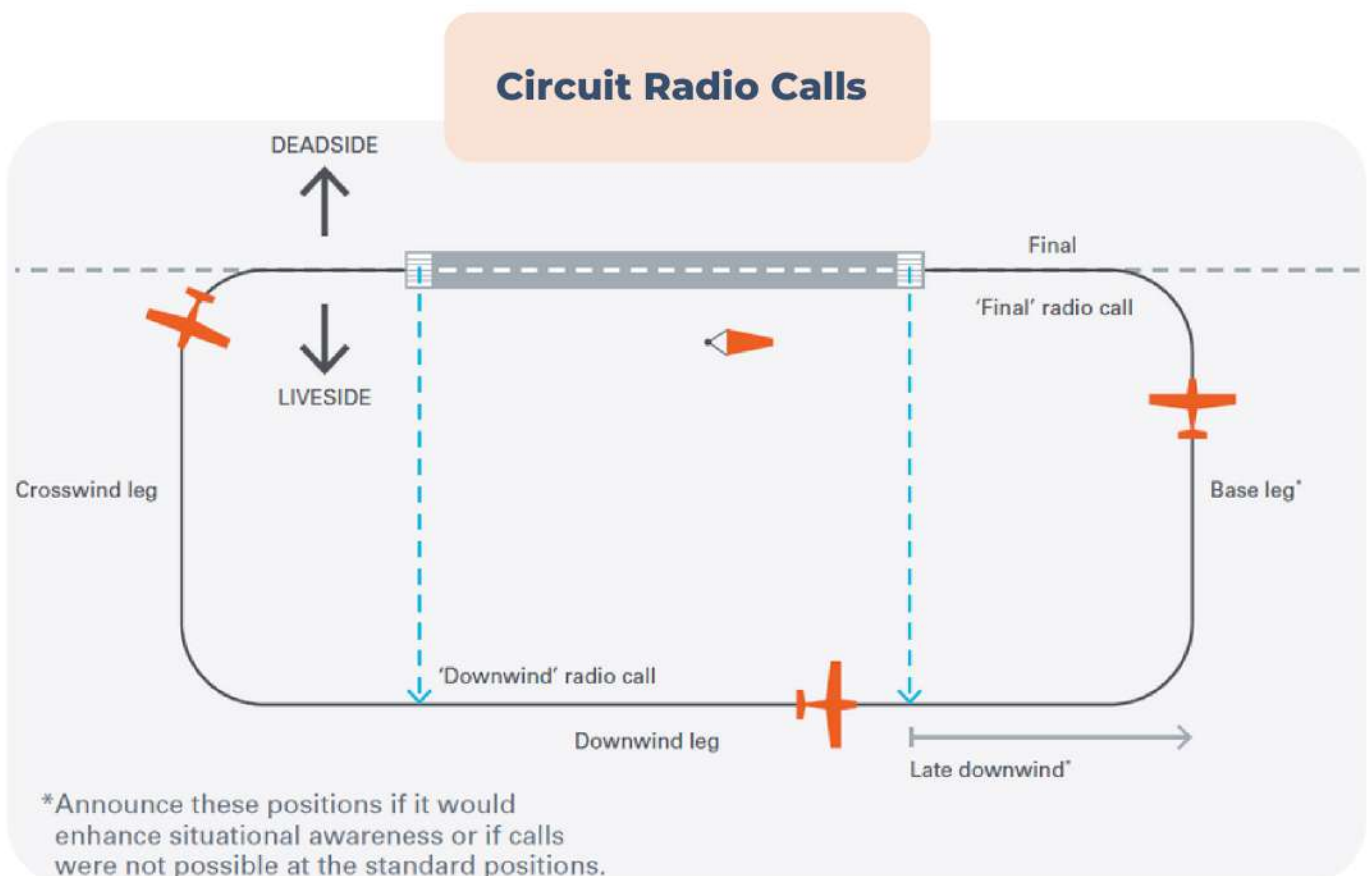 Circuit Radio Calls
DEADSIDE
Final
'Final' radio call
LIVESIDE
Crosswind leg
Base leg*
'Downwind' radio call
Downwind leg
Late downwind*
*Announce these positions if it would
enhance situational awareness or if calls
were not possible at the standard positions.